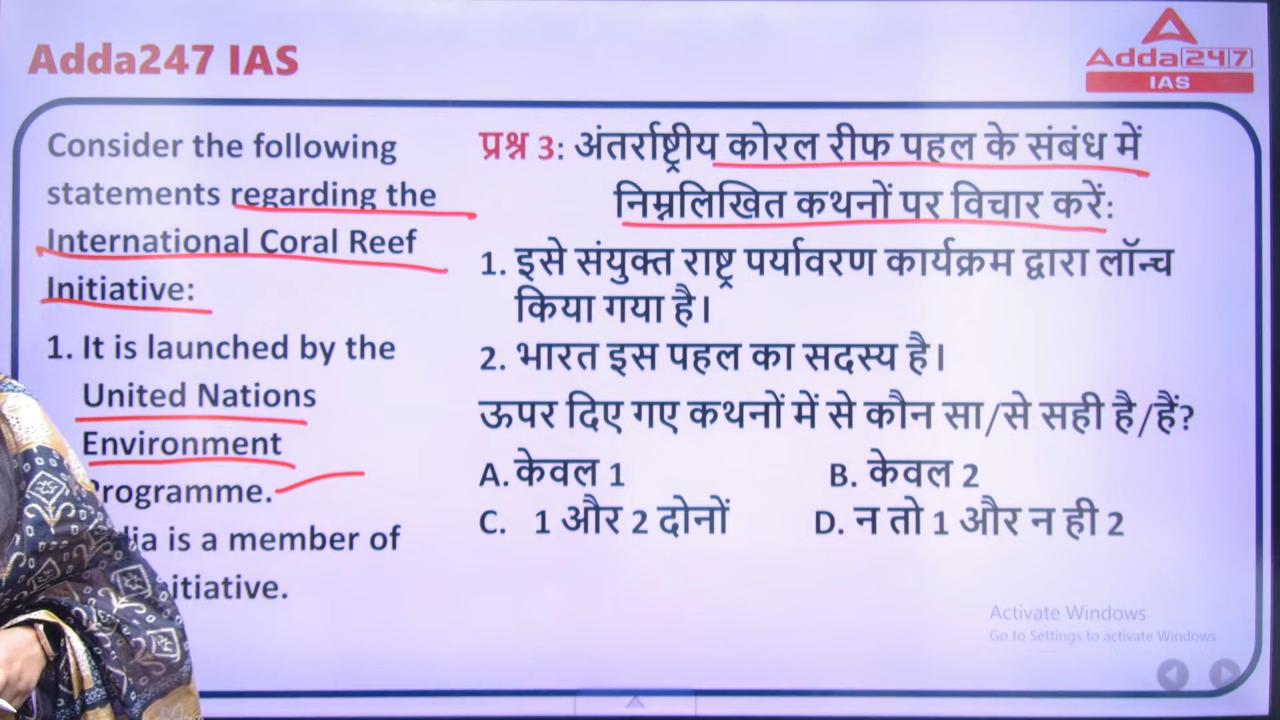 Adda247 IAS
Adda247
IAS
Consider the following
statements regarding the
International Coral Reef
Initiative:
1. It is launched by the
United Nations
Environment
Programme.
is a member of
प्रश्न 3: अंतर्राष्ट्रीय कोरल रीफ पहल के संबंध में
निम्नलिखित कथनों पर विचार करें:
1. इसे संयुक्त राष्ट्र पर्यावरण कार्यक्रम द्वारा लॉन्च
किया गया है।
2. भारत इस पहल का सदस्य है।
ऊपर दिए गए कथनों में से कौन सा/से सही है/हैं?
A. केवल 1 B. केवल 2
C. 1 और 2 दोनों D. न तो 1 और न ही 2
Activate Windows
Go to Settings to activate Windows